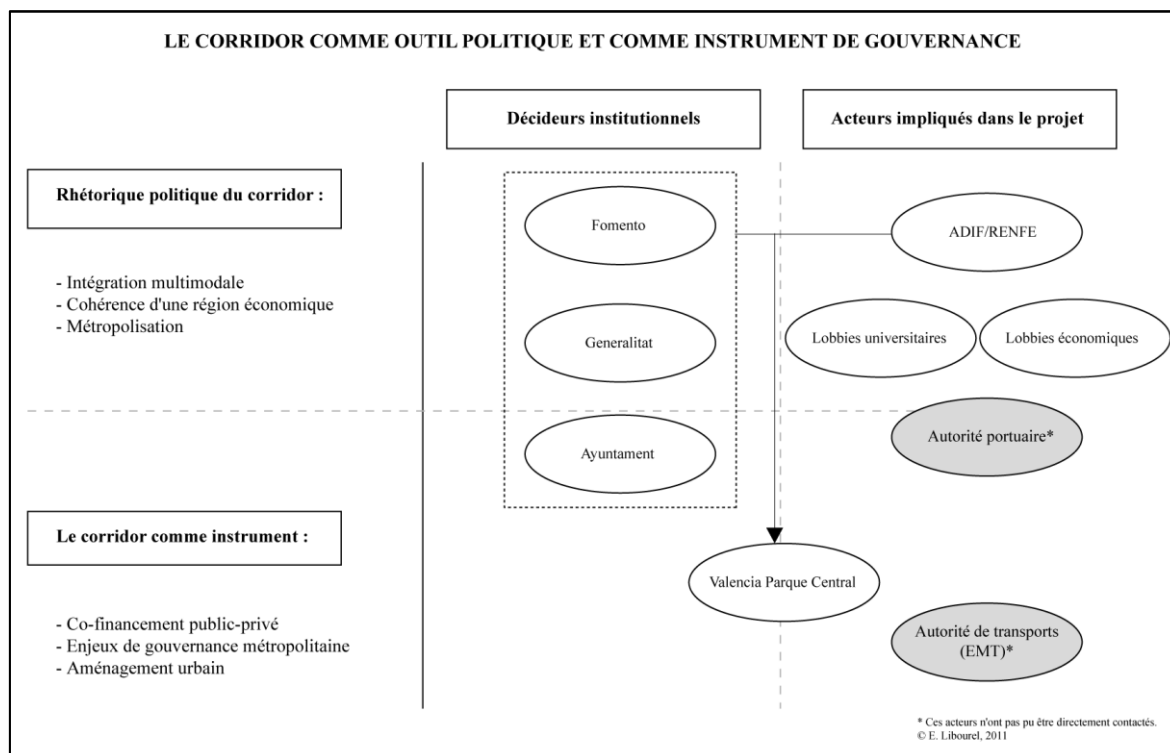 LE CORRIDOR COMME OUTIL POLITIQUE ET COMME INSTRUMENT DE GOUVERNANCE
Décideurs institutionnels
Acteurs impliqués dans le projet
Rhétorique politique du corridor :
- Intégration multimodale
- Cohérence d'une région économique
- Métropolisation
Fomento
Generalitat
Ayuntament
ADIF/RENFE
Lobbies universitaires
Lobbies économiques
Autorité portuaire*
Le corridor comme instrument :
- Co-financement public-privé
- Enjeux de gouvernance métropolitaine
- Aménagement urbain
Valencia Parque Central
Autorité de transports
(EMT)*
* Ces acteurs n'ont pas pu être directement contactés.
© E. Libourel, 2011